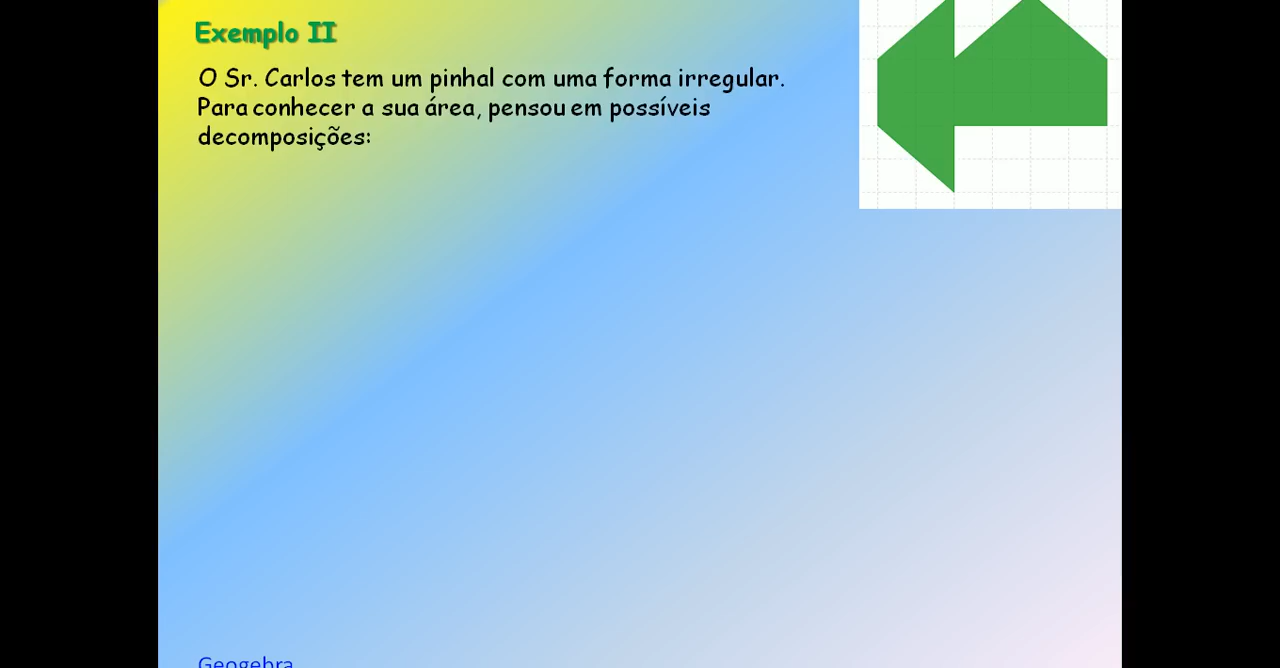 Exemplo II
O Sr. Carlos tem um pinhal com uma forma irregular.
Para conhecer a sua área, pensou em possíveis
decomposições:
Geogebra